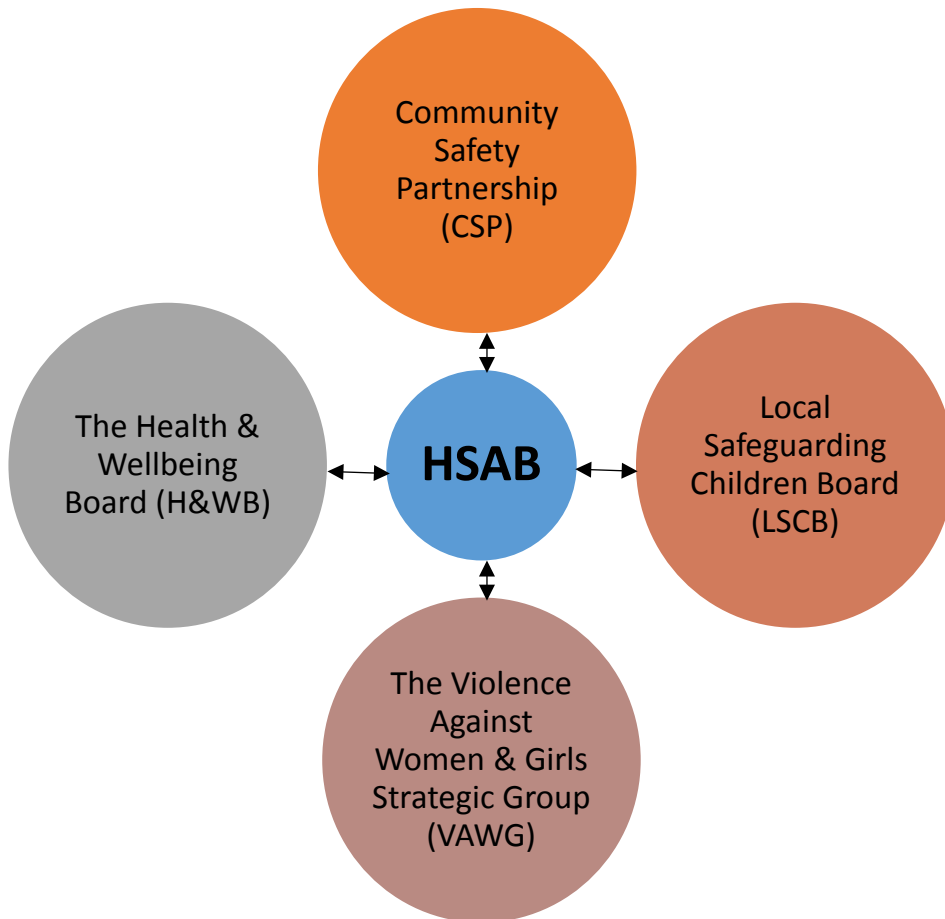 Community
Safety
Partnership
(CSP)
The Health &
Wellbeing
Board (H&WB)
HSAB
Local
Safeguarding
Children Board
(LSCB)
The Violence
Against
Women & Girls
Strategic Group
(VAWG)